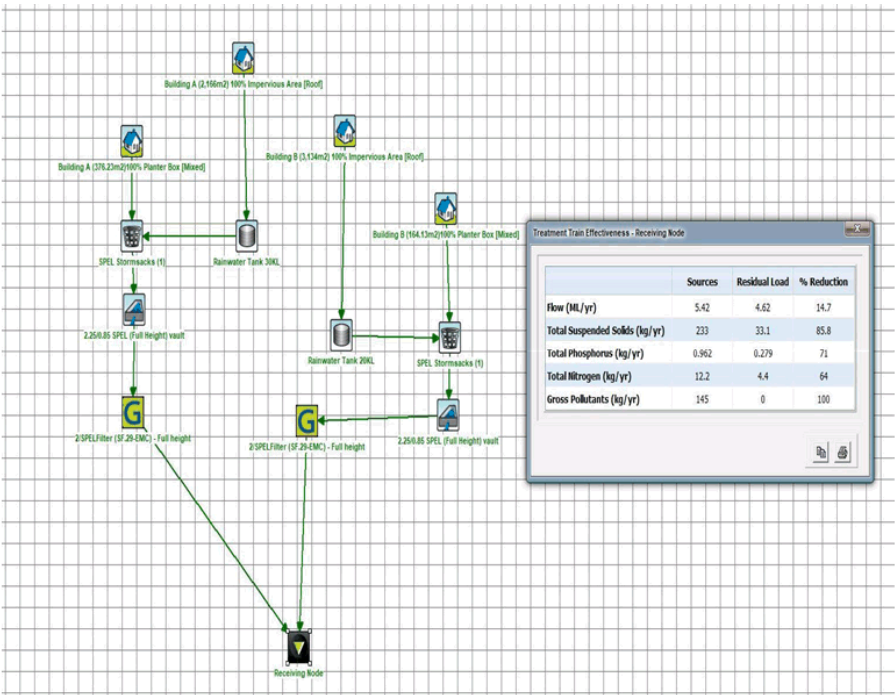 Building A (2,166m2) 100% Impervious Area [Roof]
Building A (376.23m2)100% Planter Box [Mixed]
Building B (3,134m2) 100% Impervious Area [Roof]
Building B (164.13m2)100% Planter Box [Mixed]
SPEL Stormsacks (1)
Rainwater Tank 30KL
2.25/0.85 SPEL (Full Height) vault
Rainwater Tank 20KL
SPEL Stormsacks (1)
G
2/SPELFilter (SF.29-EMC) - Full height
G
2/SPELFilter (SF.29-EMC) - Full height
2.25/0.85 SPEL (Full Height) vault
Receiving Node
Treatment Train Effectiveness - Receiving Node
Sources Residual Load % Reduction
Flow (ML/yr) 5.42 4.62 14.7
Total Suspended Solids (kg/yr) 233 33.1 85.8
Total Phosphorus (kg/yr) 0.962 0.279 71
Total Nitrogen (kg/yr) 12.2 4.4 64
Gross Pollutants (kg/yr) 145 0 100